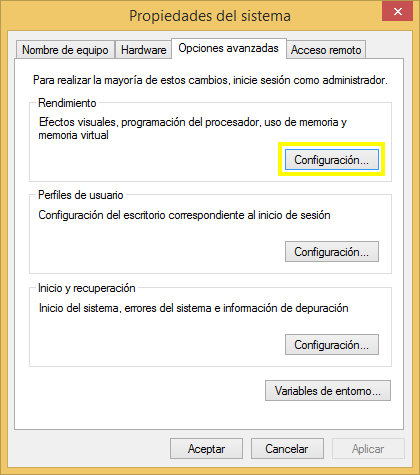 Propiedades del sistema
Nombre de equipo Hardware Opciones avanzadas Acceso remoto
Para realizar la mayoría de estos cambios, inicie sesión como administrador.
Rendimiento
Efectos visuales, programación del procesador, uso de memoria y
memoria virtual
Configuración...
Perfiles de usuario
Configuración del escritorio correspondiente al inicio de sesión
Configuración...
Inicio y recuperación
Inicio del sistema, errores del sistema e información de depuración
Configuración...
Variables de entorno...
Aceptar Cancelar Aplicar